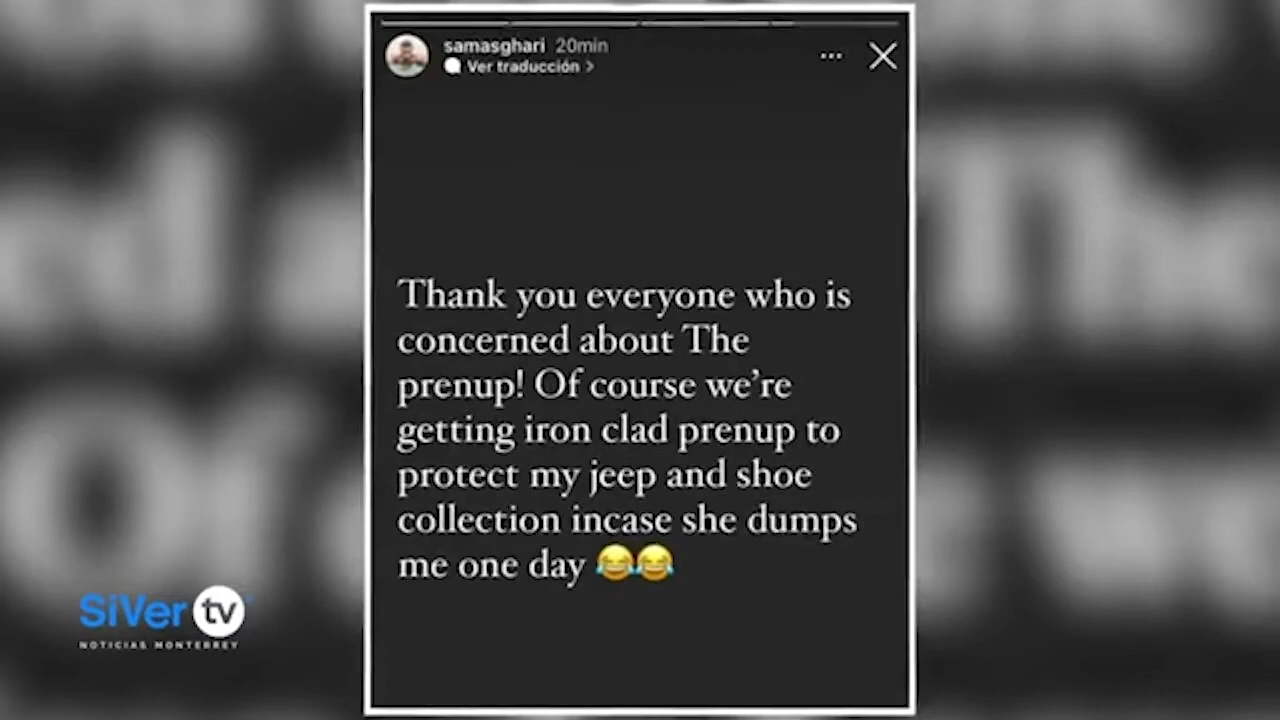 samasghari 20min
Ver traducción >
Thank you everyone who is
concerned about The
prenup! Of course we're
getting iron clad prenup to
protect my jeep and shoe
collection incase she dumps
me one day 😂😂
SiVer tv
NOTICIAS MONTERREY